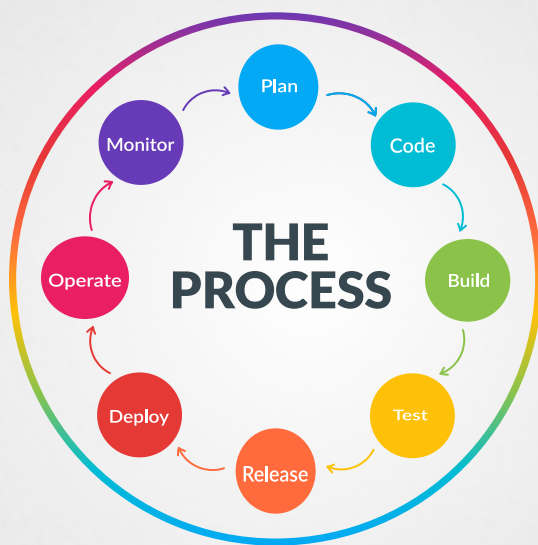 Plan
Code
Build
Test
Release
Deploy
Operate
Monitor
THE
PROCESS